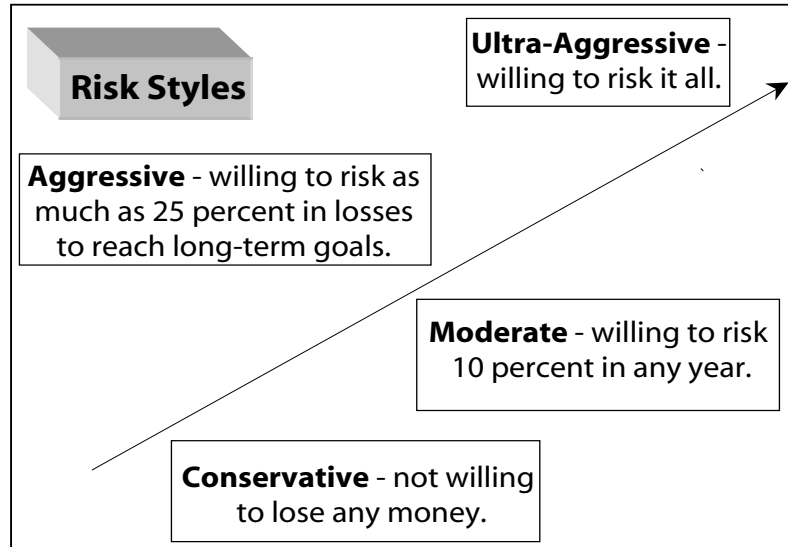 Risk Styles
Ultra-Aggressive -
willing to risk it all.
Aggressive - willing to risk as
much as 25 percent in losses
to reach long-term goals.
Moderate - willing to risk
10 percent in any year.
Conservative - not willing
to lose any money.